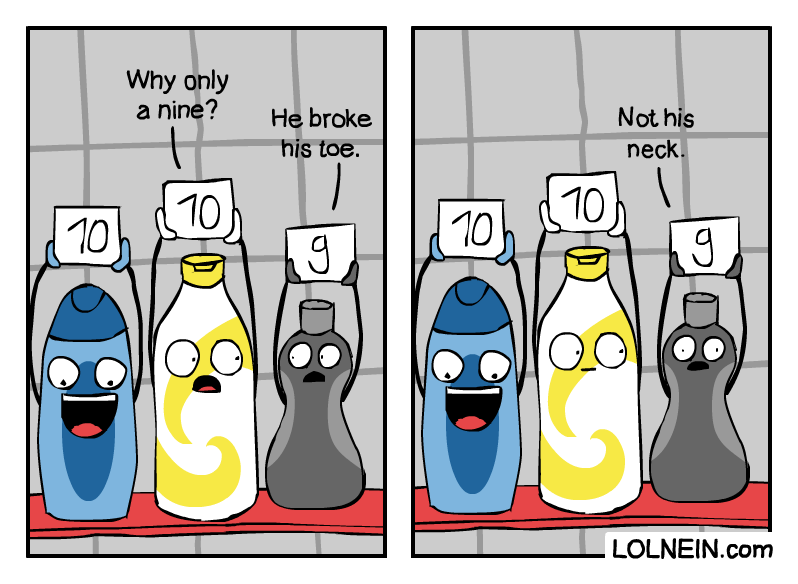 Why only
a nine?
He broke
his toe.
10
10
9
Not his
neck.
10
10
9
LOLNEIN.com